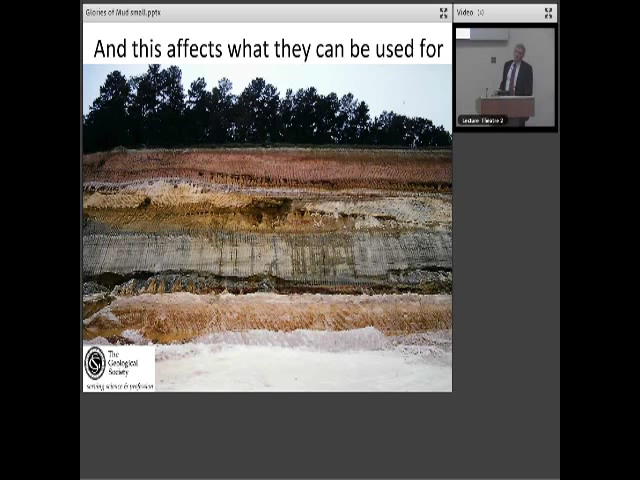 Glories of Mud small.pptx
Video
And this affects what they can be used for
Lecture Theatre 2
The
Geological
Society
serving science & profession